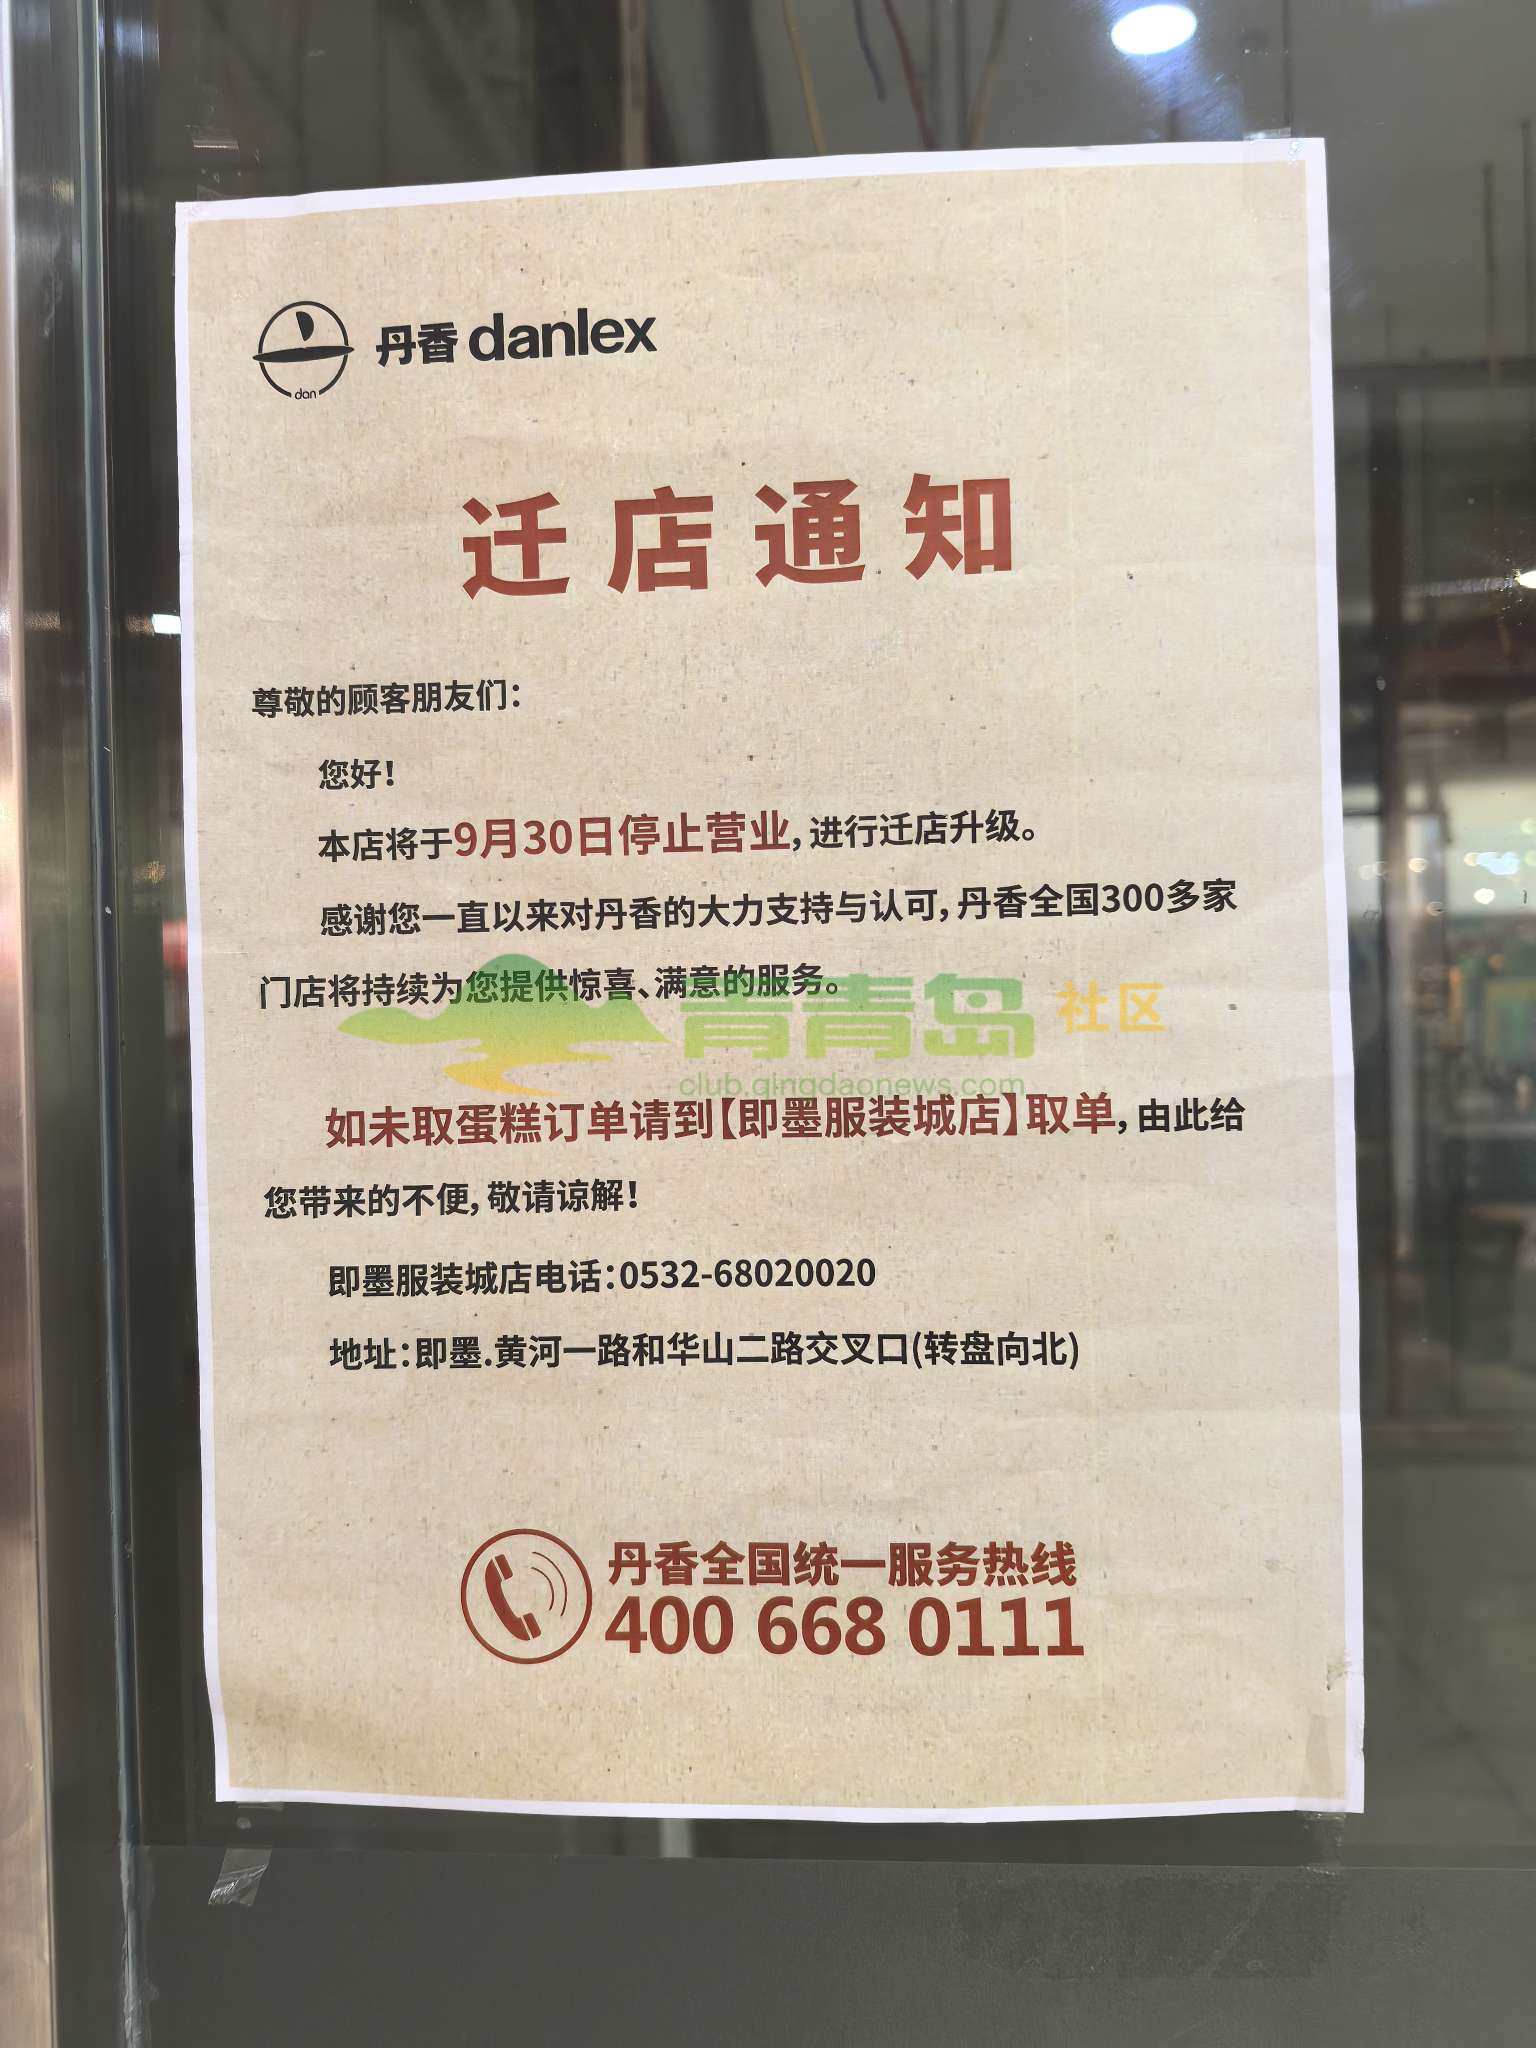 dan
丹香 danlex
迁店通知
尊敬的顾客朋友们：
您好！
本店将于9月30日停止营业，进行迁店升级。
感谢您一直以来对丹香的大力支持与认可，丹香全国300多家
门店将持续为您提供惊喜、满意的服务。
青青岛 社区
club.qingdaonews.com
如未取蛋糕订单请到【即墨服装城店】取单，由此给
您带来的不便，敬请谅解！
即墨服装城店电话：0532-68020020
地址：即墨.黄河一路和华山二路交叉口(转盘向北)
丹香全国统一服务热线
400 668 0111